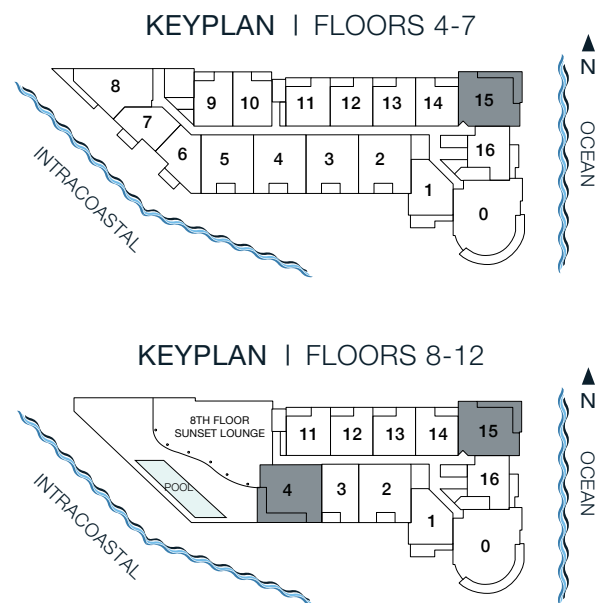 KEYPLAN | FLOORS 4-7
N
8
9 10 11 12 13 14 15
7
6 5 4 3 2 16
1
0
INTRACOASTAL
OCEAN
KEYPLAN | FLOORS 8-12
N
8TH FLOOR
SUNSET LOUNGE
11 12 13 14 15
POOL
4 3 2 16
1
0
INTRACOASTAL
OCEAN